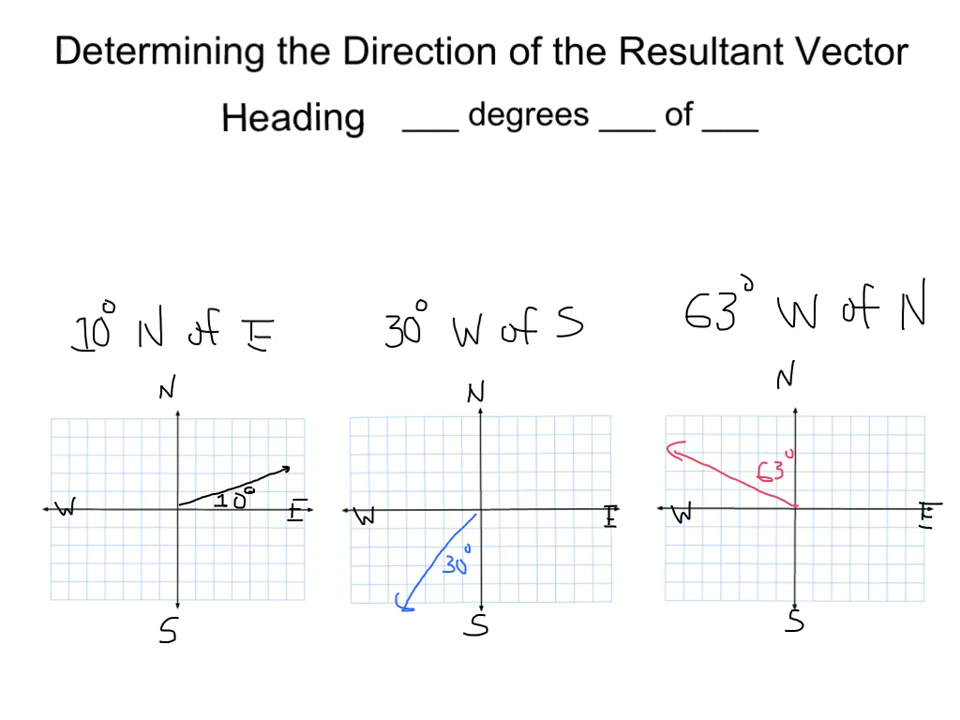 Determining the Direction of the Resultant Vector
Heading ___ degrees ___ of ___
10° N of E
30° W of S
63° W of N
N
W
10°
E
S
N
W
E
30°
S
N
63°
W
E
S